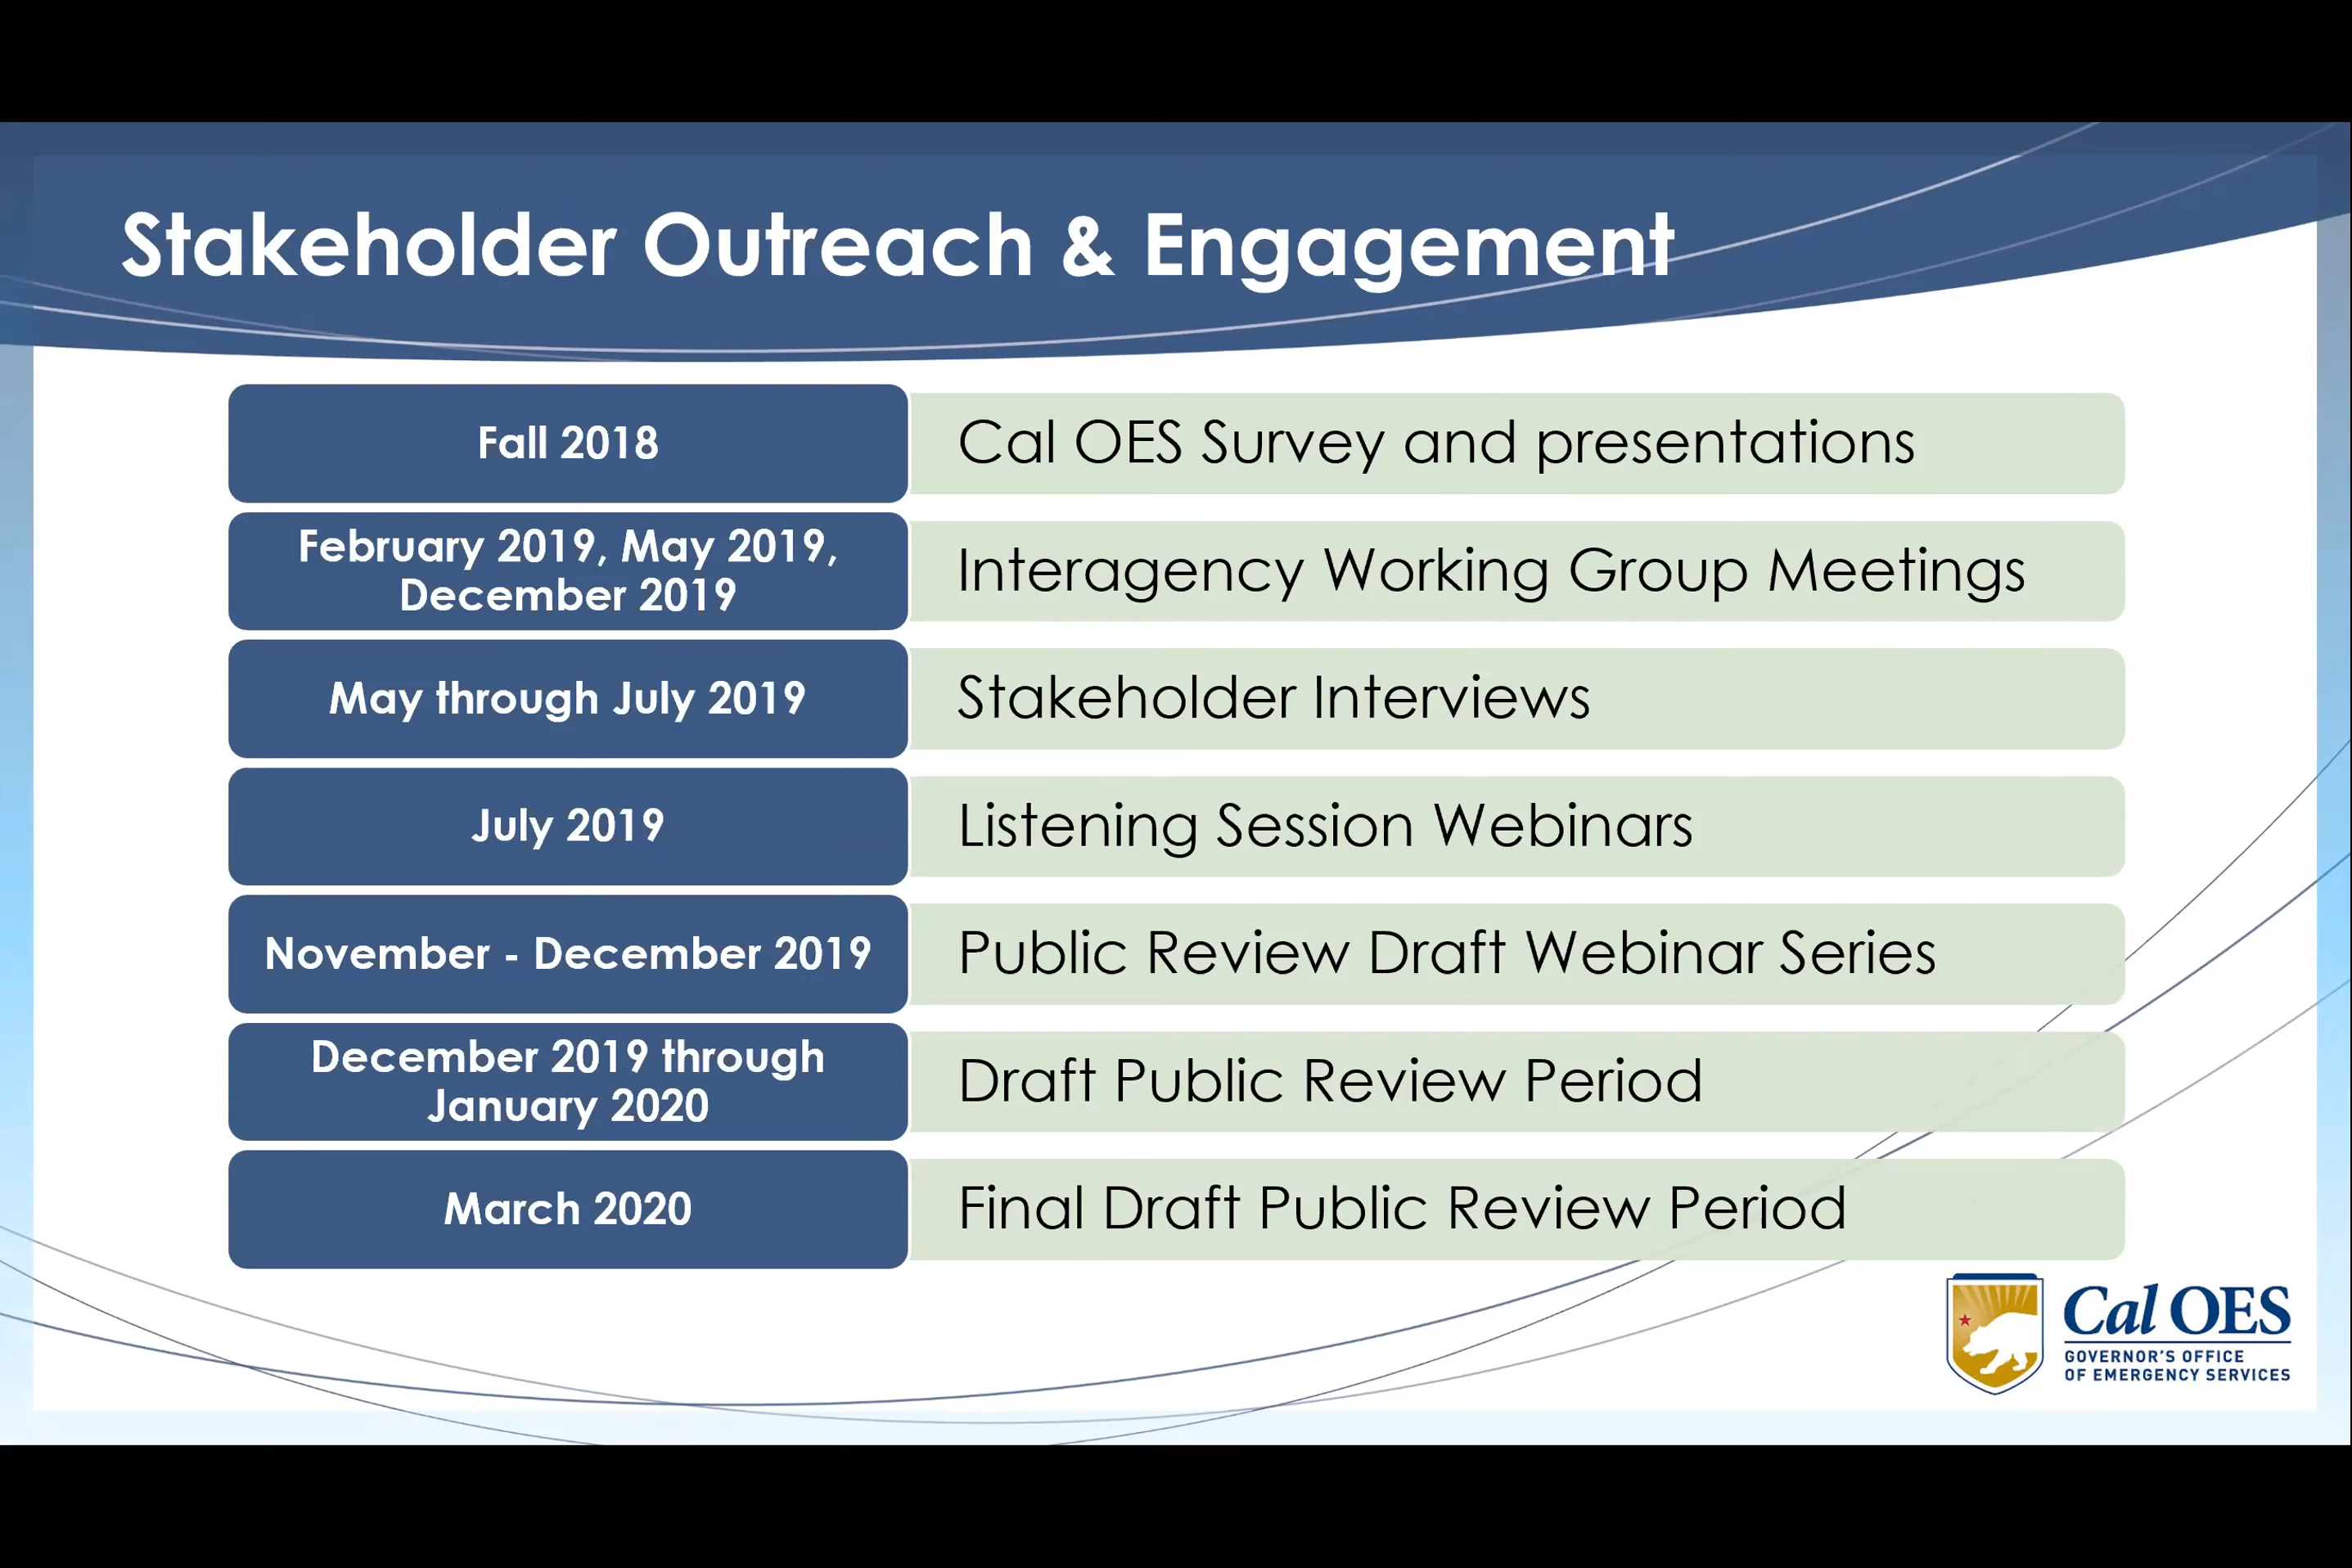 Stakeholder Outreach & Engagement
Fall 2018
Cal OES Survey and presentations
February 2019, May 2019,
December 2019
Interagency Working Group Meetings
May through July 2019
Stakeholder Interviews
July 2019
Listening Session Webinars
November - December 2019
Public Review Draft Webinar Series
December 2019 through
January 2020
Draft Public Review Period
March 2020
Final Draft Public Review Period
Cal OES
GOVERNOR'S OFFICE
OF EMERGENCY SERVICES